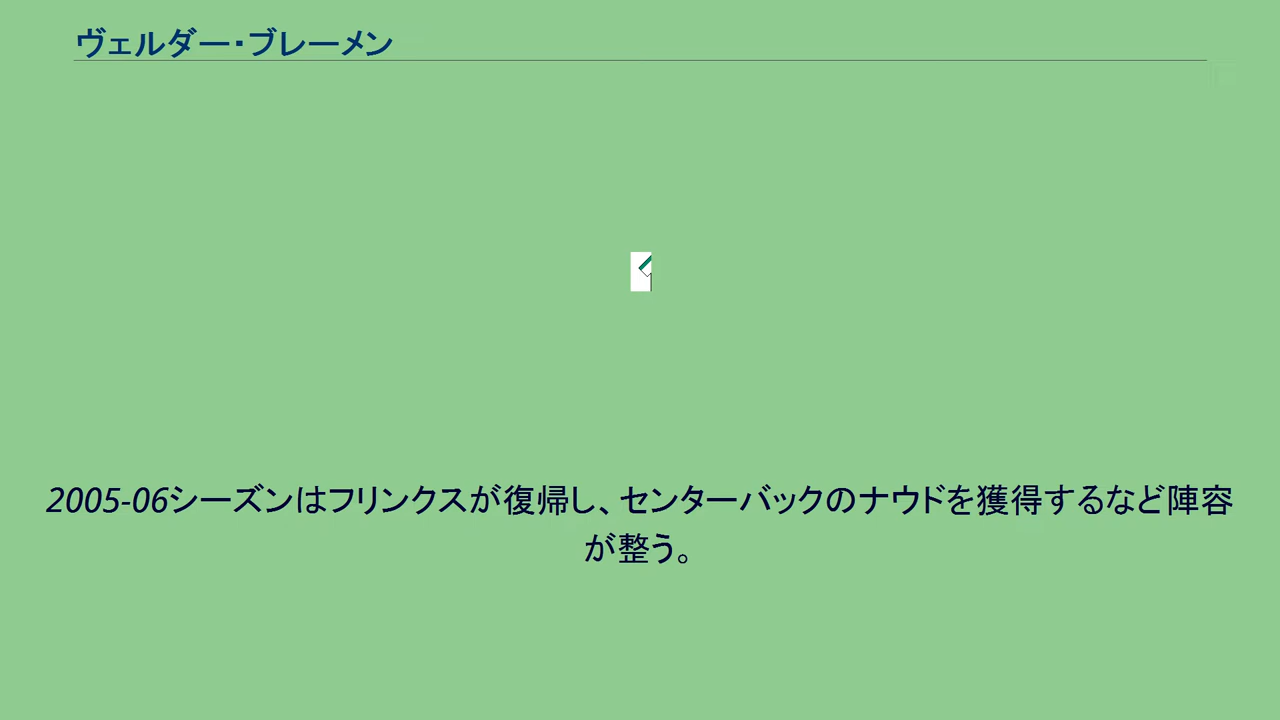 ヴェルダー・ブレーメン
2005-06シーズンはフリンクスが復帰し、センターバックのナウドを獲得するなど陣容
が整う。